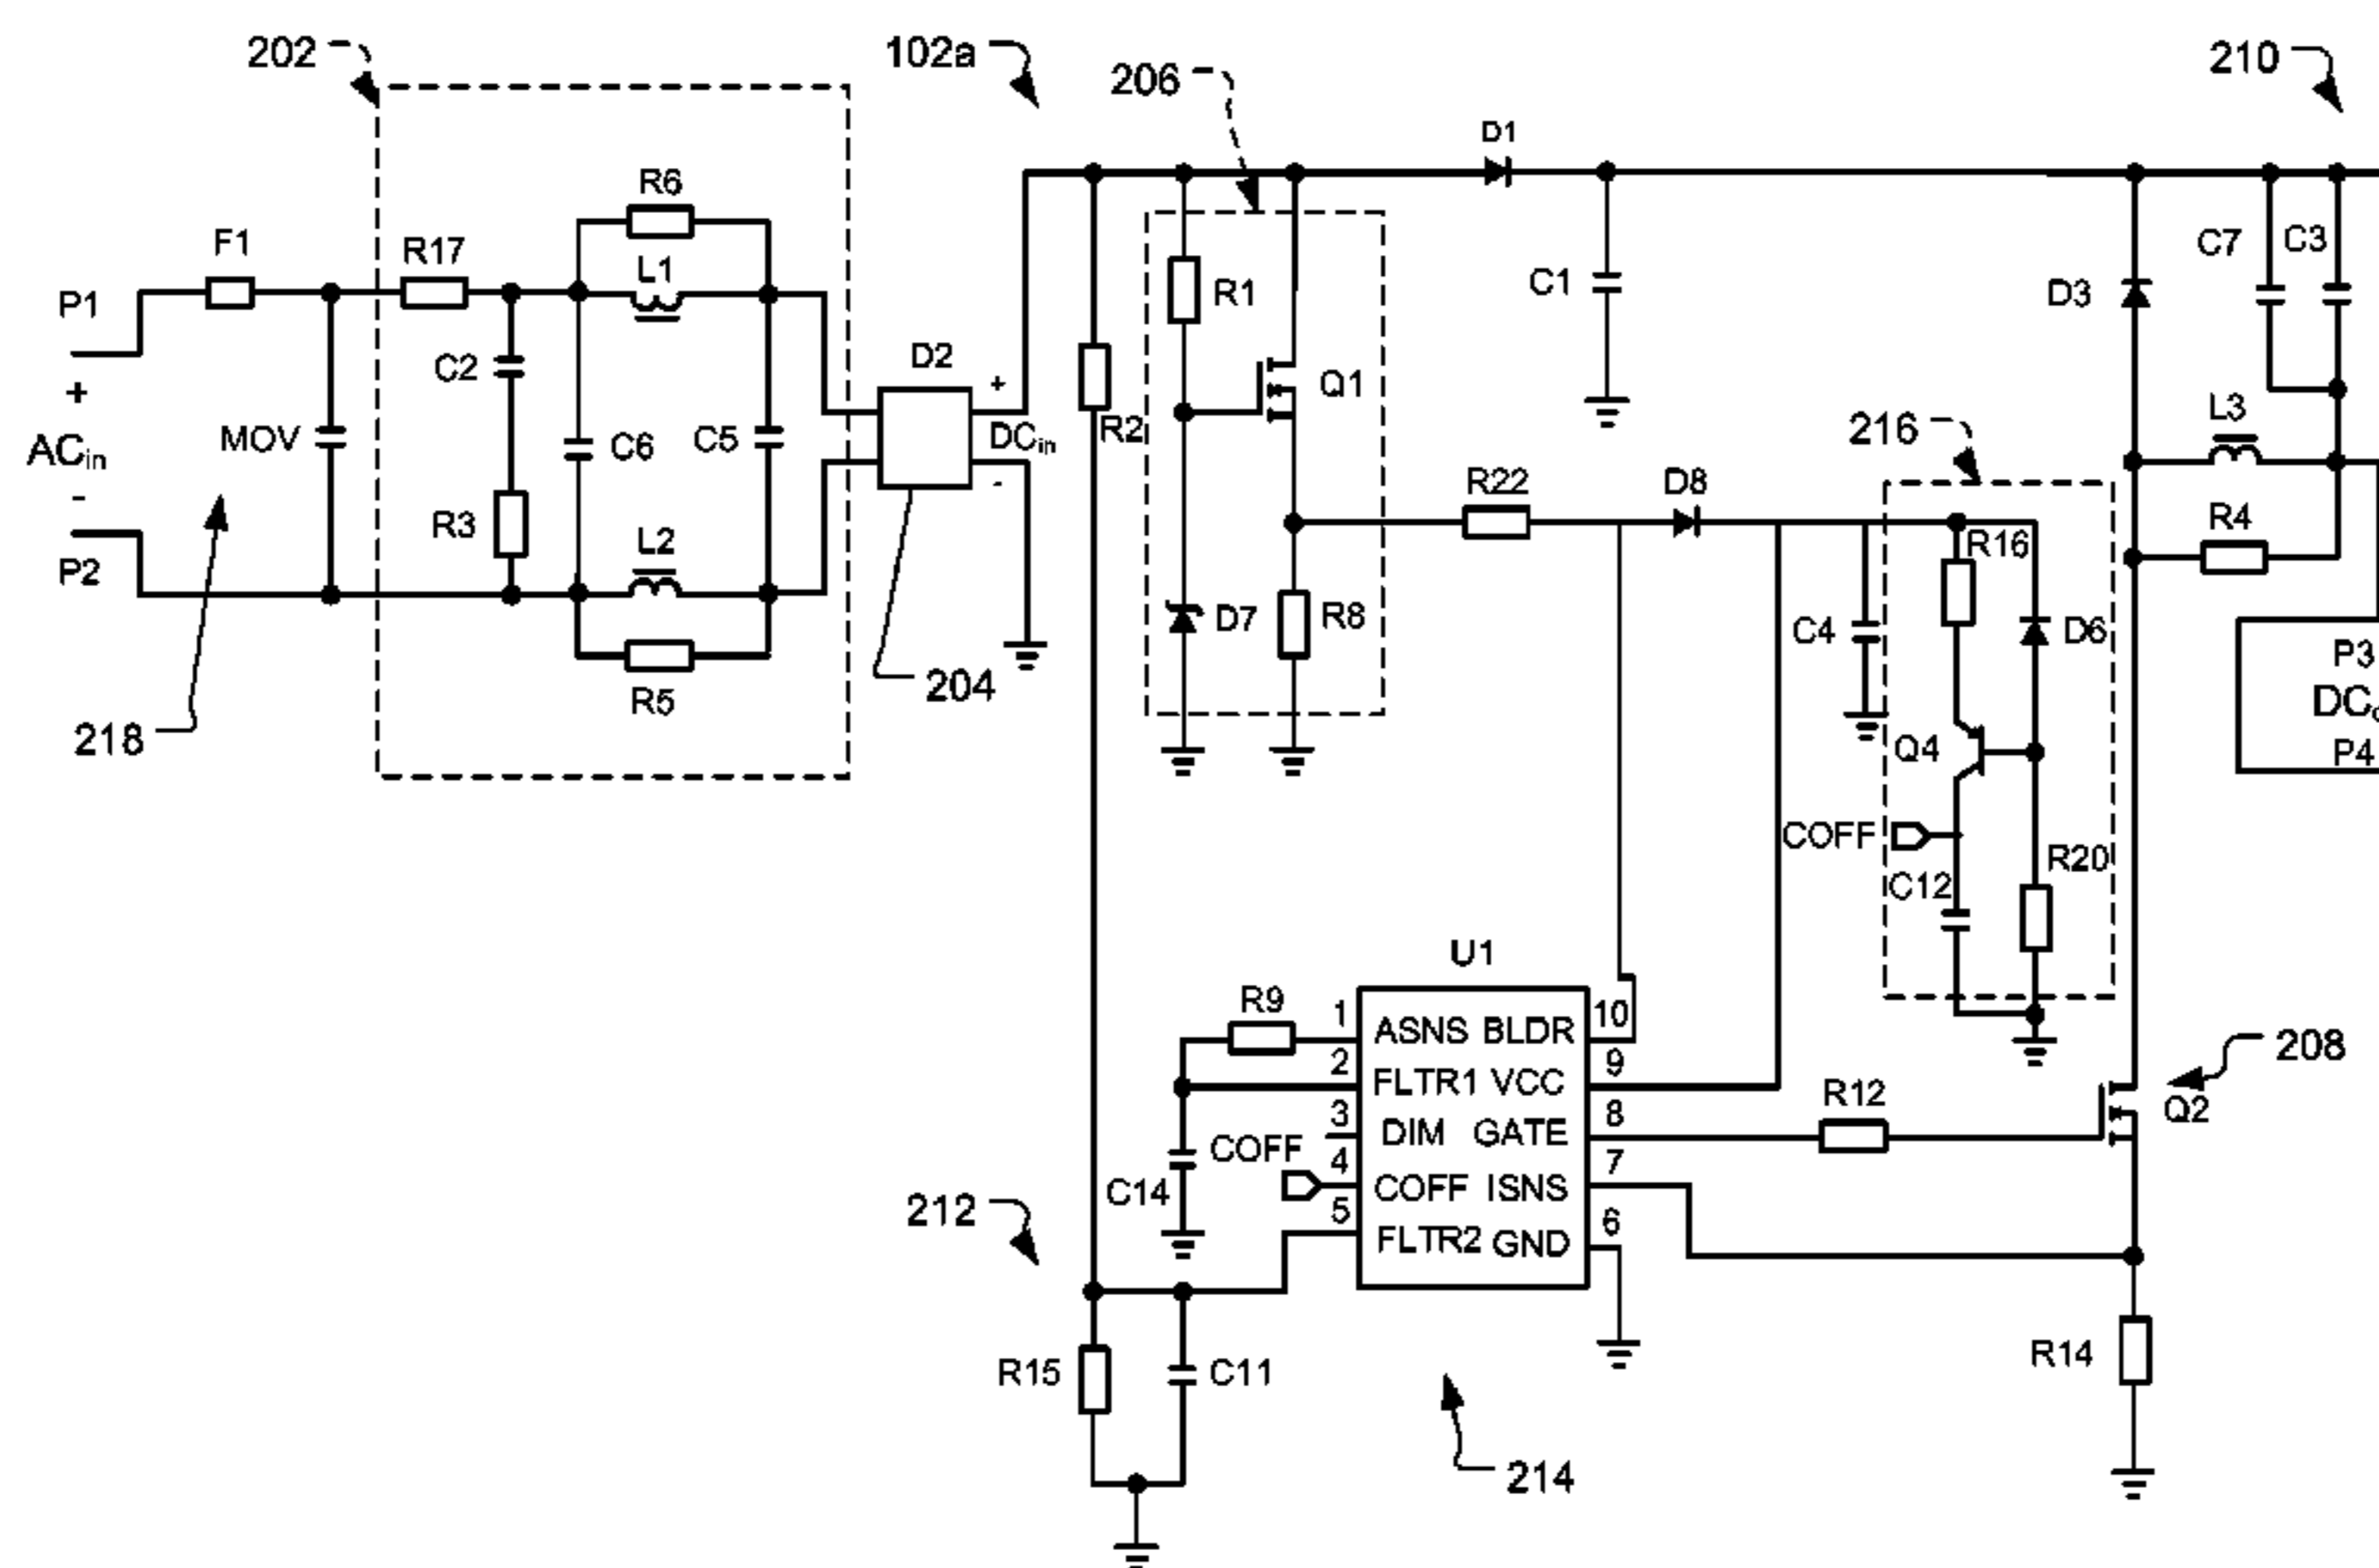 202
102a
206
210
D1
R6
F1
R17
L1
R1
C1
C7
C3
D3
P1
+
ACin
-
P2
MOV
C2
R3
C6
C5
L2
R5
218
D2
+
DCin
-
204
R2
Q1
L3
216
R4
R22
D8
R16
D7
R8
C4
D6
P3
DC
P4
Q4
COFF
R20
C12
U1
R9
1 ASNS BLDR 10
2 FLTR1 VCC 9
3 DIM GATE 8
COFF 4 COFF ISNS 7
5 FLTR2 GND 6
C14
R12
208
Q2
212
R15
C11
R14
214